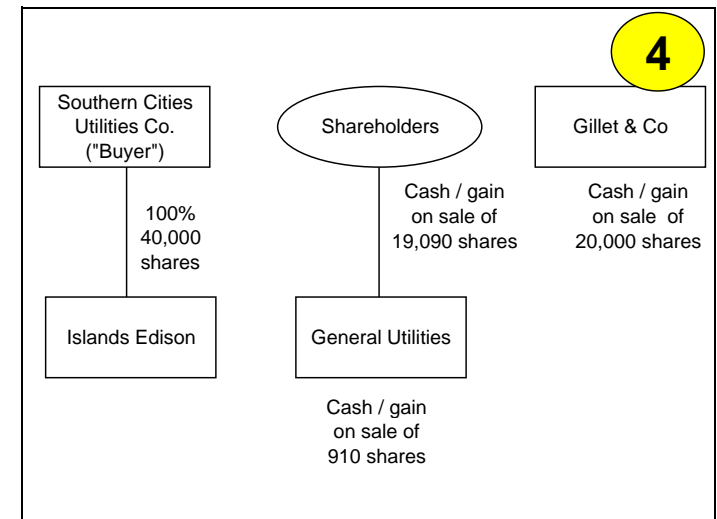 4
Southern Cities
Utilities Co.
("Buyer")
Shareholders
Gillet & Co
100%
40,000
shares
Cash / gain
on sale of
19,090 shares
Cash / gain
on sale of
20,000 shares
Islands Edison
General Utilities
Cash / gain
on sale of
910 shares